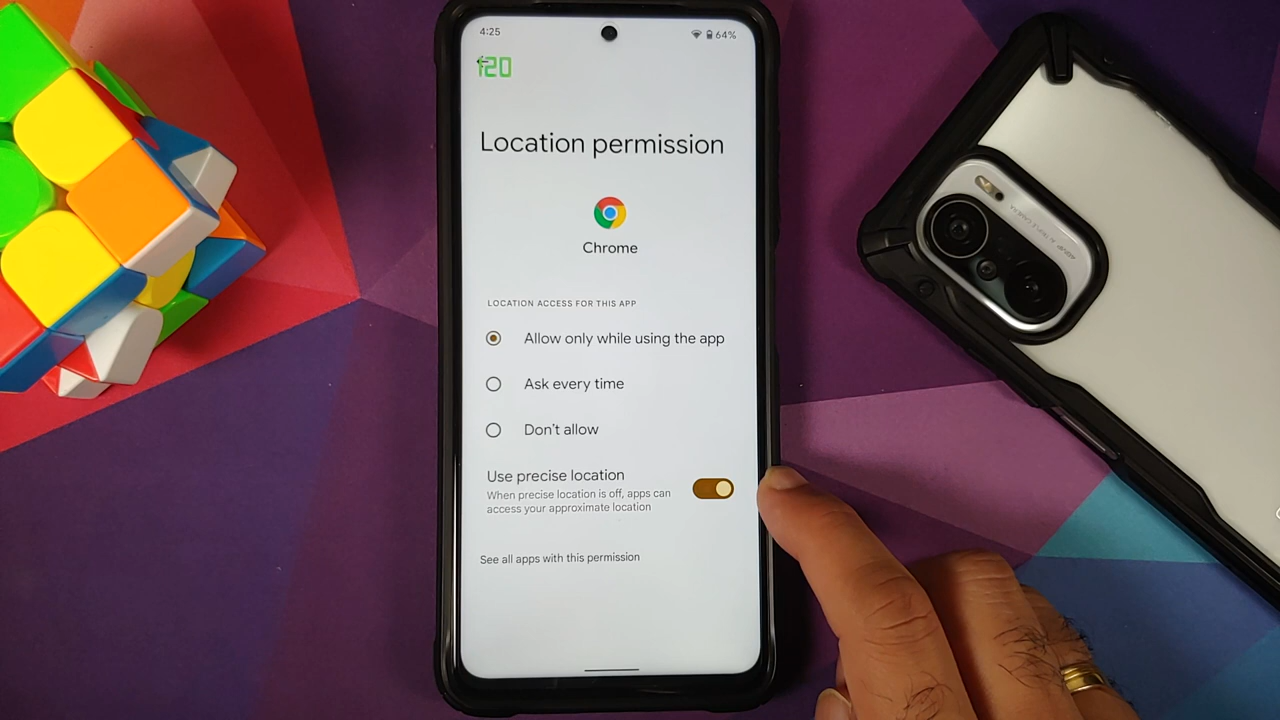 4:25
64%
120
Location permission
Chrome
LOCATION ACCESS FOR THIS APP
Allow only while using the app
Ask every time
Don't allow
Use precise location
When precise location is off, apps can
access your approximate location
See all apps with this permission